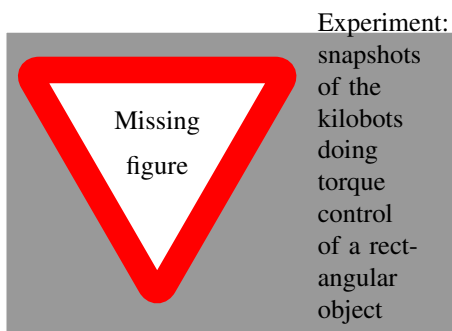 Missing
figure
Experiment:
snapshots
of the
kilobots
doing
torque
control
of a rect-
angular
object